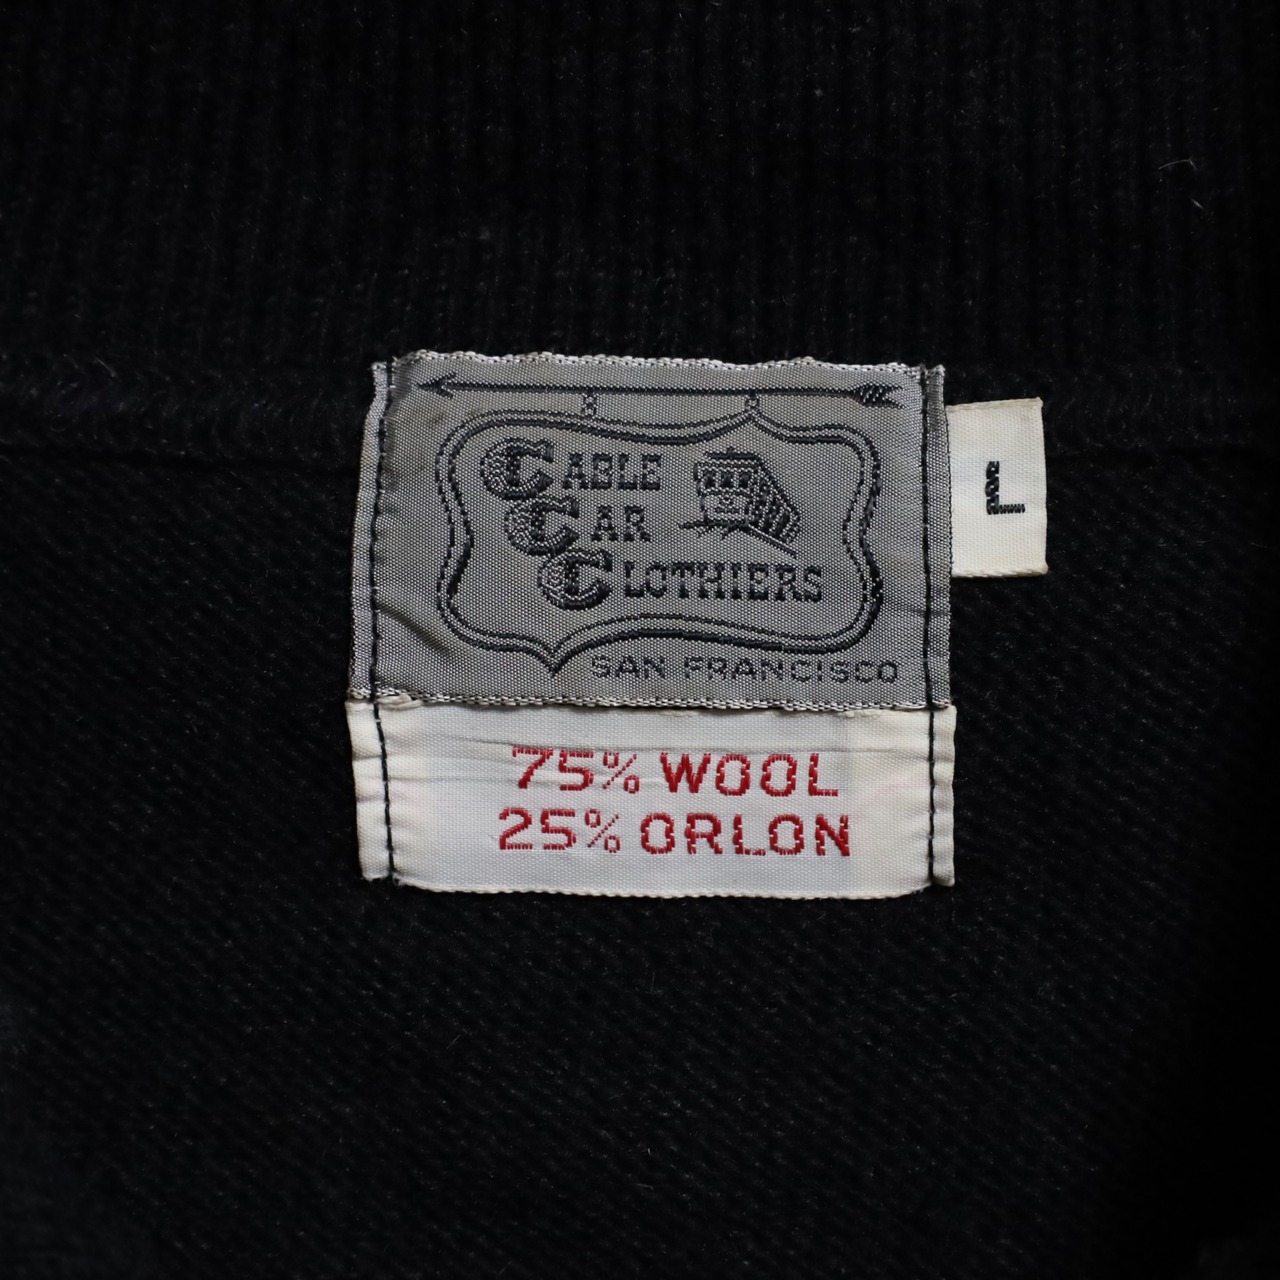 CABLE
CAR
CLOTHIERS
SAN FRANCISCO
L
75% WOOL
25% ORLON